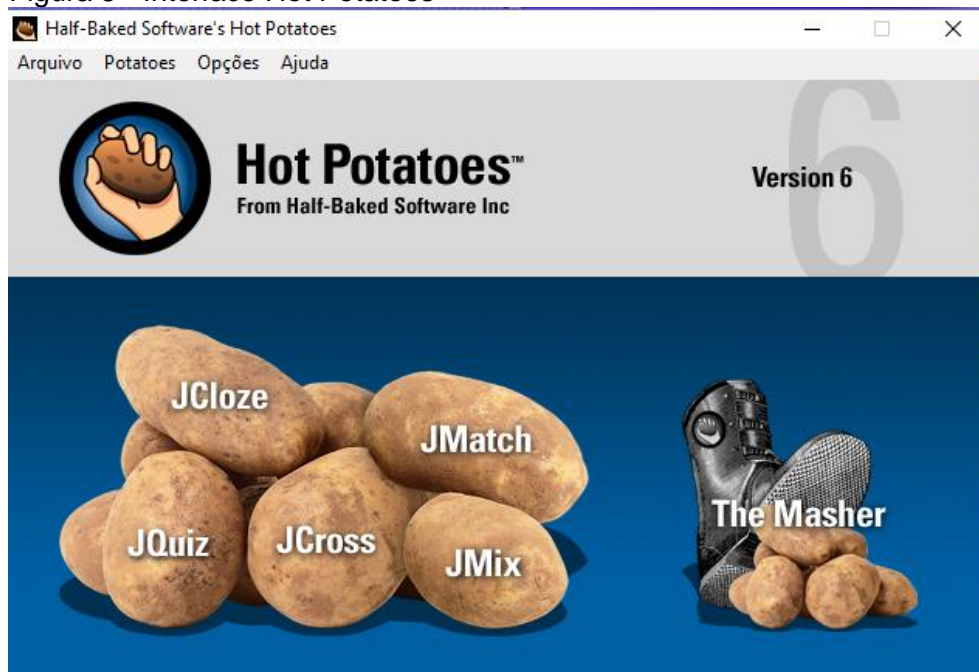 Half-Baked Software's Hot Potatoes
Arquivo Potatoes Opções Ajuda
6
Hot Potatoes™
From Half-Baked Software Inc
Version 6
JCloze
JMatch
JQuiz
JCross
JMix
The Masher